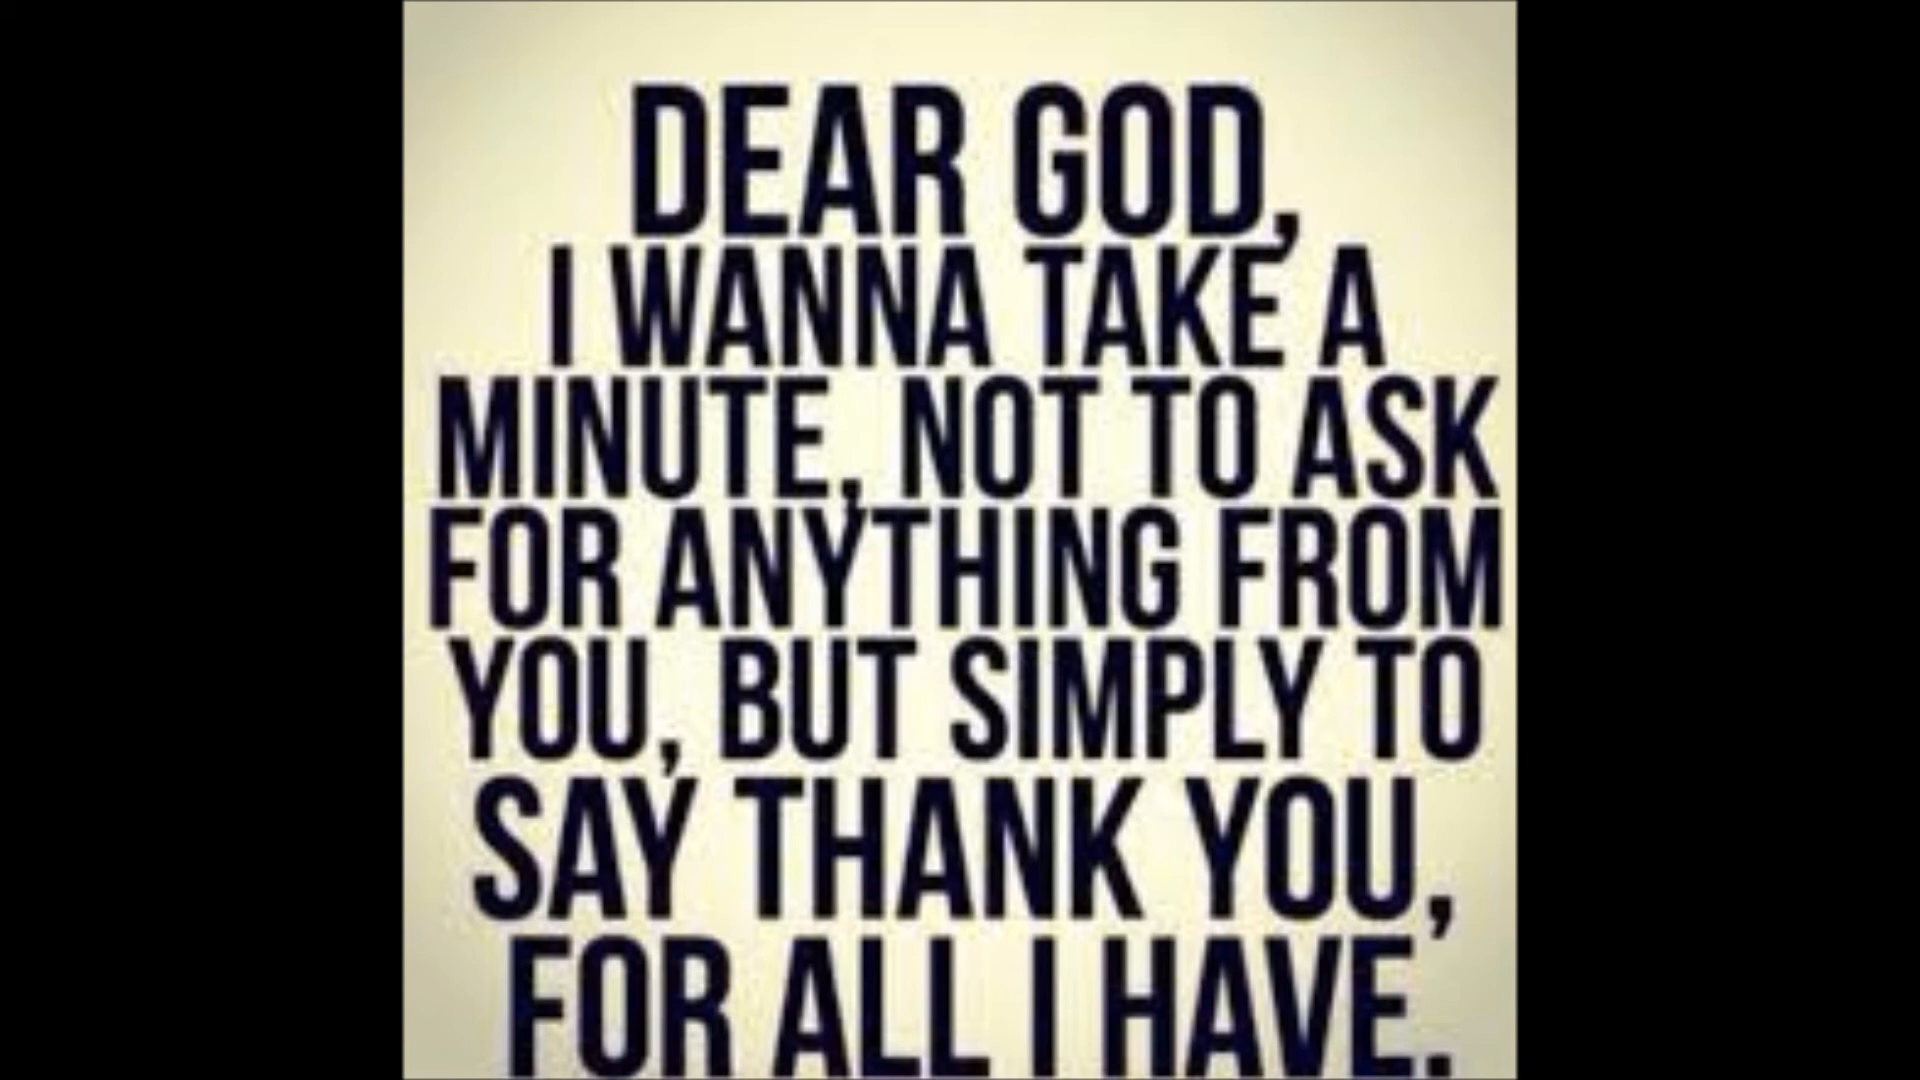 DEAR GOD,
I WANNA TAKE A
MINUTE, NOT TO ASK
FOR ANYTHING FROM
YOU, BUT SIMPLY TO
SAY THANK YOU,
FOR ALL I HAVE.